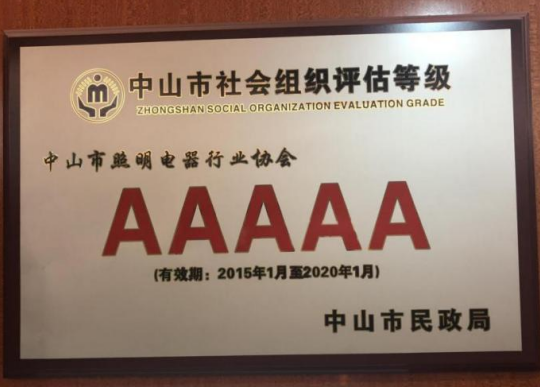 中山市社会组织评估等级
ZHONGSHAN SOCIAL ORGANIZATION EVALUATION GRADE
中山市照明电器行业协会
AAAAA
(有效期：2015年1月至2020年1月)
中山市民政局